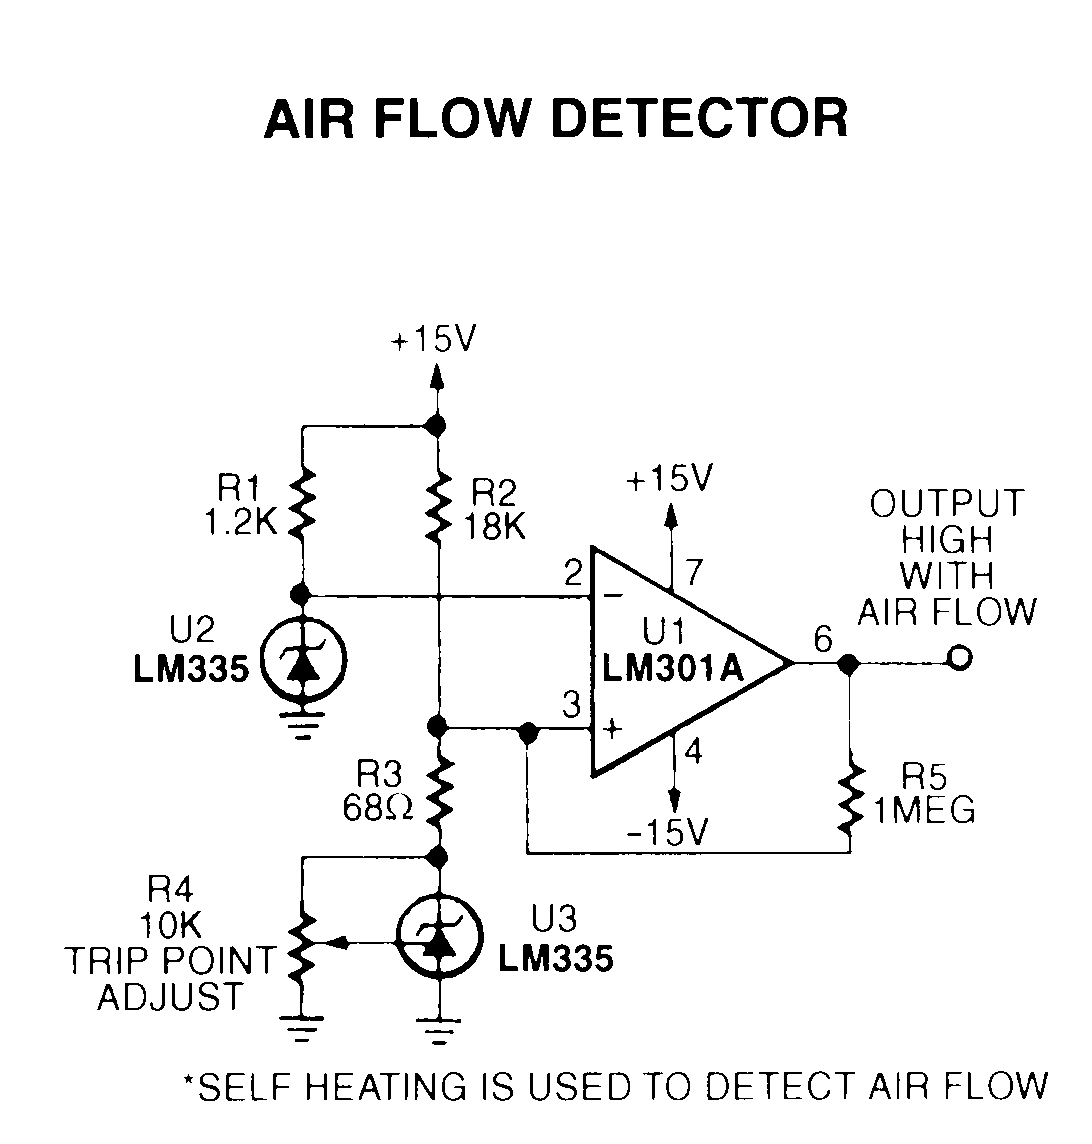 AIR FLOW DETECTOR
+15V
R1
1.2K
R2
18K
+15V
OUTPUT
HIGH
WITH
AIR FLOW
2
7
−
U2
LM335
U1
LM301A
6
3
+
4
R3
68Ω
-15V
R5
1MEG
R4
10K
TRIP POINT
ADJUST
U3
LM335
*SELF HEATING IS USED TO DETECT AIR FLOW